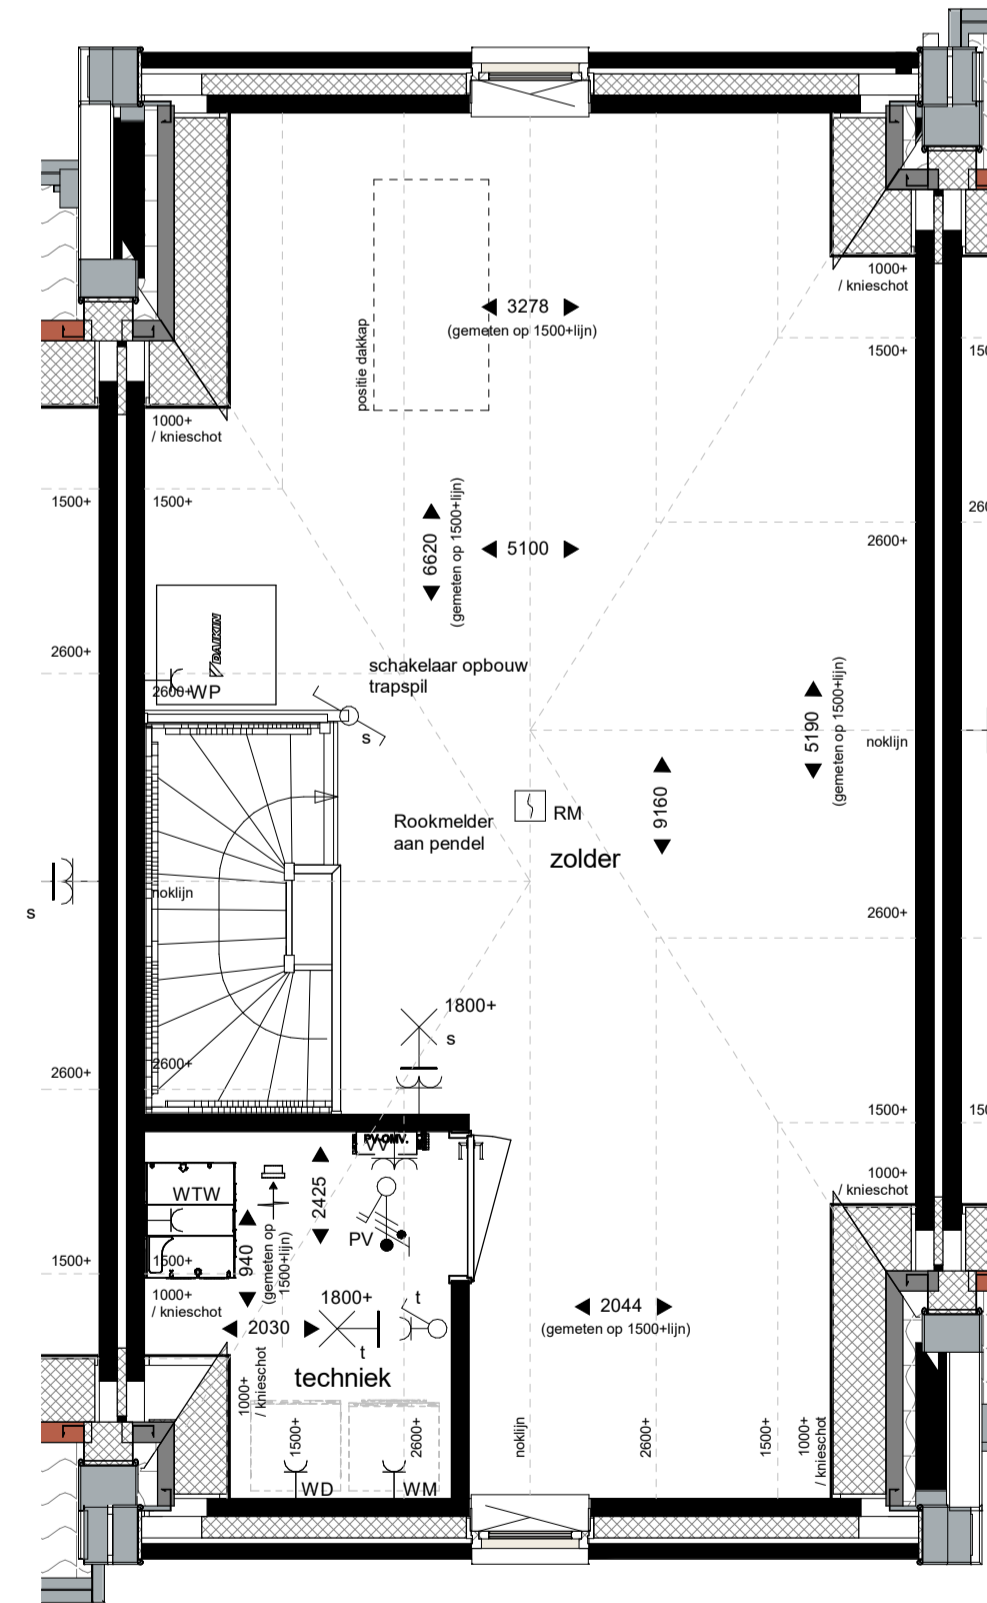 1000+
/ knieschot
3278
(gemeten op 1500+lijn)
positie dakkap
1500+
150
1000+
/ knieschot
1500+
1500+
6620
(gemeten op 1500+lijn)
5100
2600+
260
DAIKIN
2600+
2600+
WP
schakelaar opbouw
trapspil
s
5190
(gemeten op 1500+lijn)
noklijn
9160
Rookmelder
aan pendel
RM
zolder
noklijn
s
2600+
1800+
s
2600+
2600+
1500+
150
PV-OMV.
WTW
2425
PV
940
(gemeten op
1500+lijn)
1500+
1500+
1000+
/ knieschot
1000+
/ knieschot
1800+
t
2030
t
2044
(gemeten op 1500+lijn)
techniek
1000+
/ knieschot
1500+
2600+
WD
WM
noklijn
2600+
1500+
1000+
/ knieschot